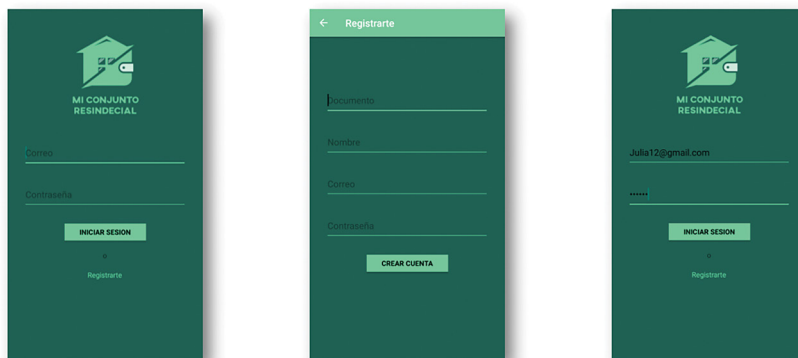 MI CONJUNTO
RESINDECIAL
Correo
Contraseña
INICIAR SESION
o
Registrarte
Registrarte
Documento
Nombre
Correo
Contraseña
CREAR CUENTA
MI CONJUNTO
RESINDECIAL
Julia12@gmail.com
••••••
INICIAR SESION
o
Registrarte